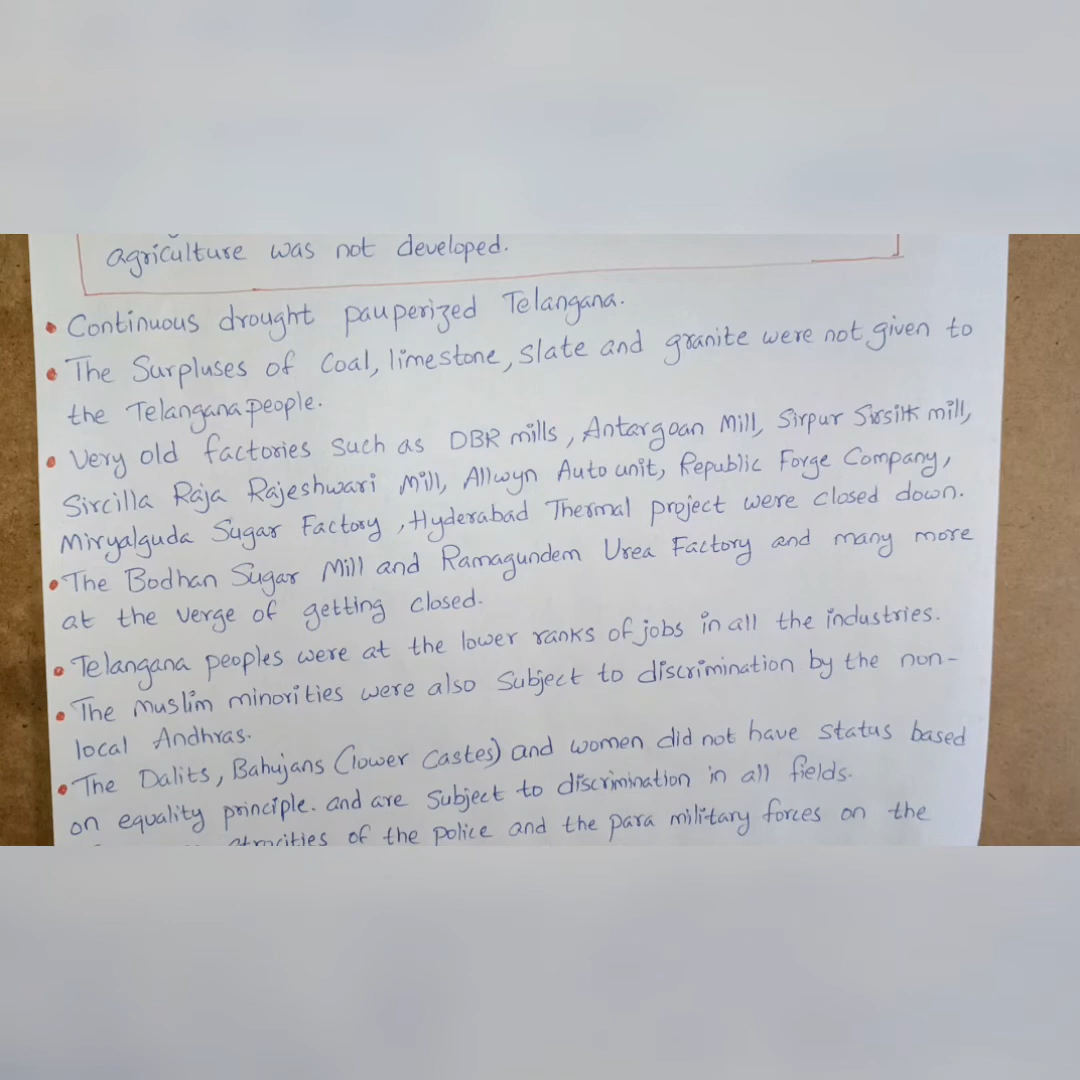 agriculture was not developed.
• Continuous drought pauperized Telangana.
• The Surpluses of Coal, limestone, Slate and granite were not given to
the Telangana people.
• Very old factories such as DBR mills, Antargoan Mill, Sirpur Sirsilk mill,
Sircilla Raja Rajeshwari Mill, Allwyn Auto unit, Republic Forge Company,
Miryalguda Sugar Factory, Hyderabad Thermal project were closed down.
• The Bodhan Sugar Mill and Ramagundem Urea Factory and many more
at the verge of getting closed.
• Telangana peoples were at the lower ranks of jobs in all the industries.
• The muslim minorities were also Subject to discrimination by the non-
local Andhras.
• The Dalits, Bahujans (lower Castes) and women did not have status based
on equality principle. and are Subject to discrimination in all fields.
atrocities of the police and the para military forces on the